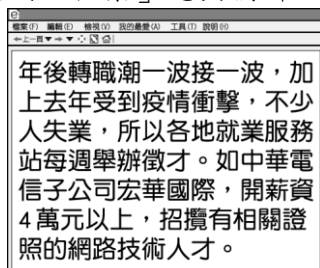 檔案(F) 編輯(E) 檢視(V) 我的最愛(A) 工具(T) 說明(H)
上一頁
年後轉職潮一波接一波，加
上去年受到疫情衝擊，不少
人失業，所以各地就業服務
站每週舉辦徵才。如中華電
信子公司宏華國際，開薪資
4萬元以上，招攬有相關證
照的網路技術人才。